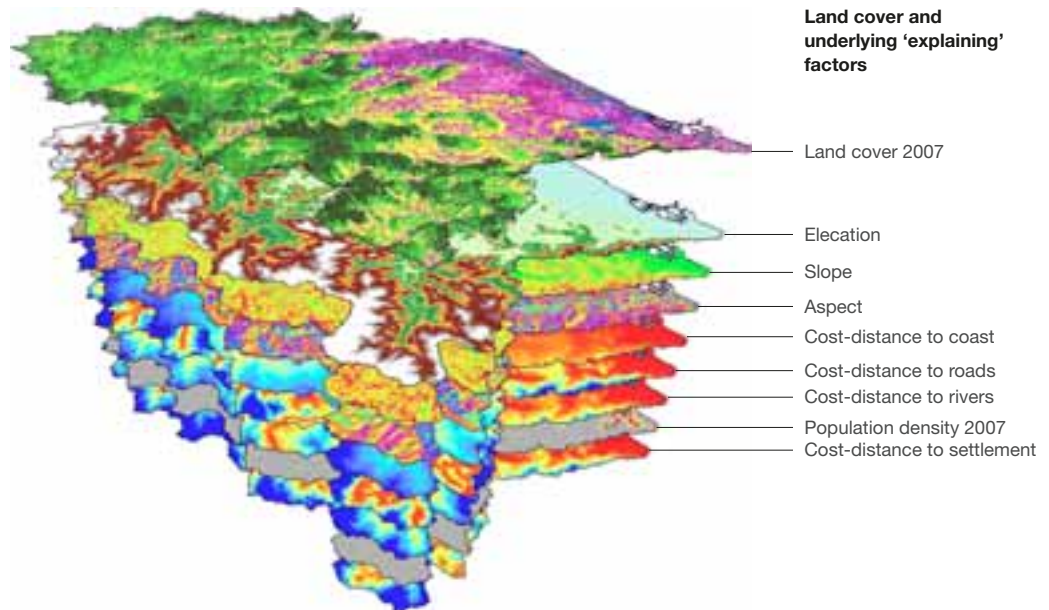 Land cover and
underlying ‘explaining’
factors
Land cover 2007
Elecation
Slope
Aspect
Cost-distance to coast
Cost-distance to roads
Cost-distance to rivers
Population density 2007
Cost-distance to settlement